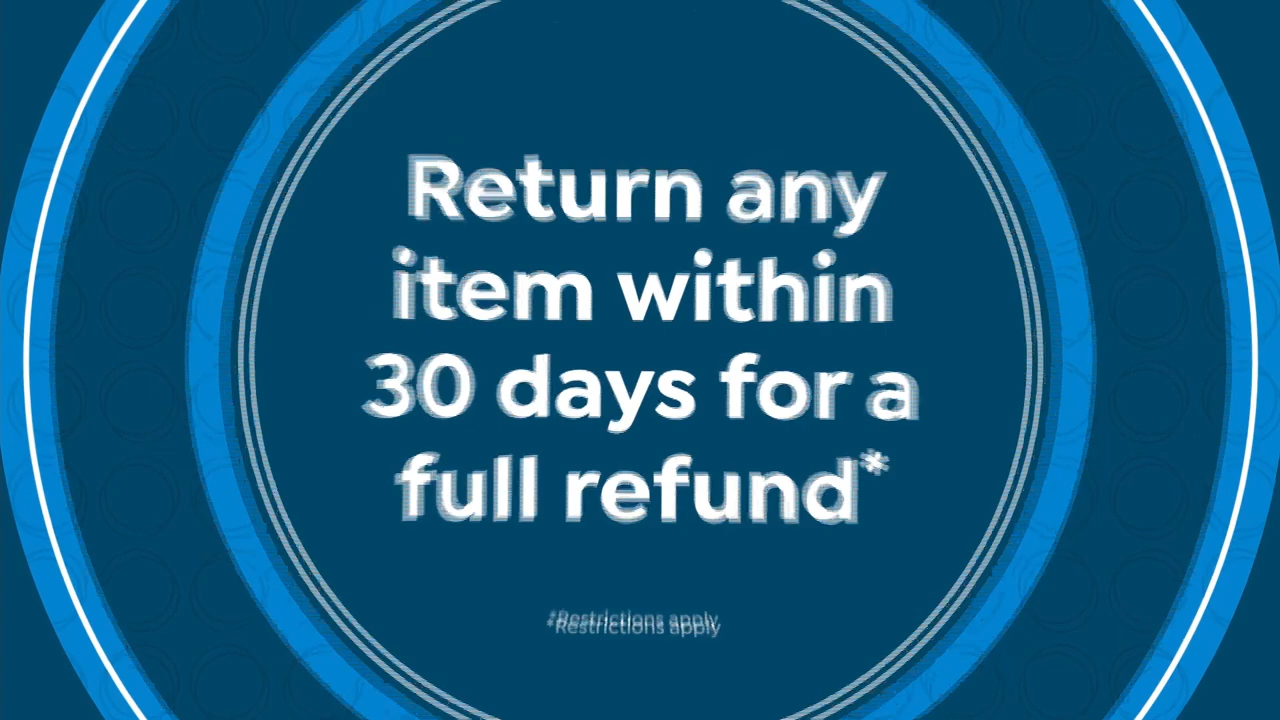 Return any
item within
30 days for a
full refund*
*Restrictions apply